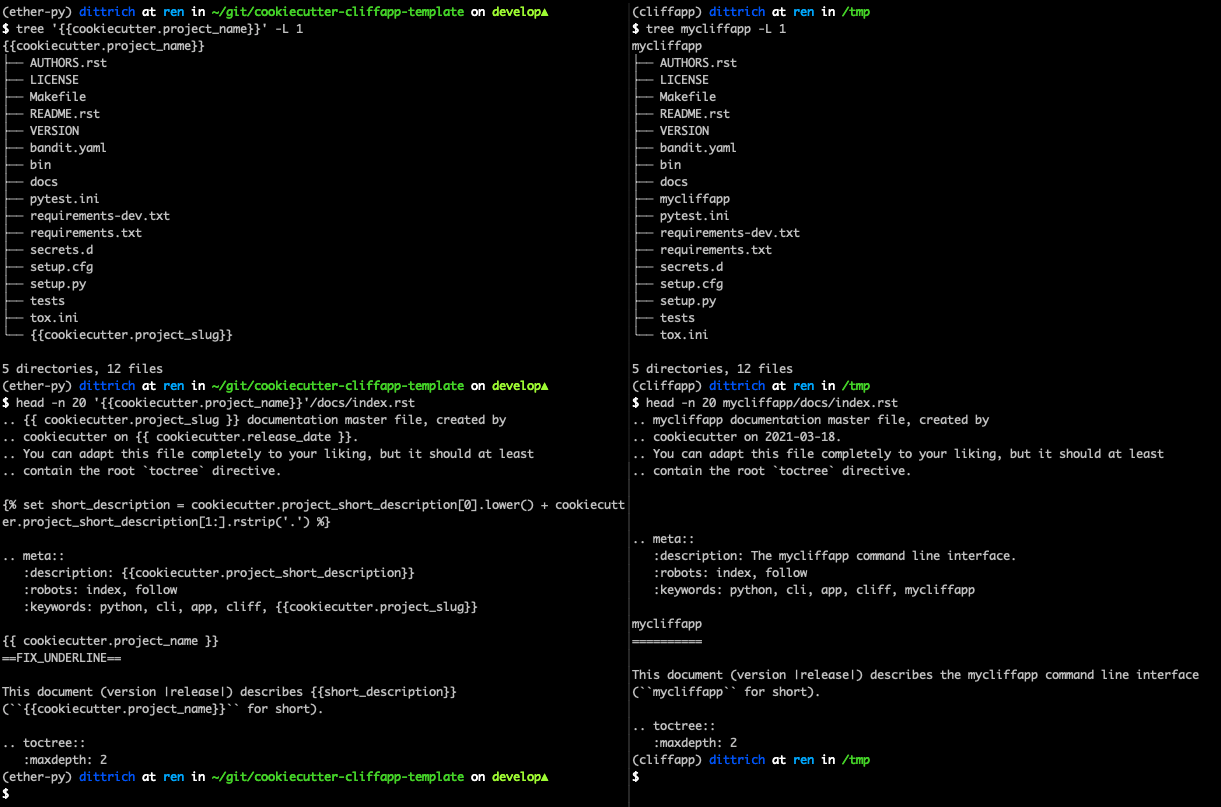 (ether-py) dittrich at ren in ~/git/cookiecutter-cliffapp-template on develop▲
$ tree '{{cookiecutter.project_name}}' -L 1
{{cookiecutter.project_name}}
├── AUTHORS.rst
├── LICENSE
├── Makefile
├── README.rst
├── VERSION
├── bandit.yaml
├── bin
├── docs
├── pytest.ini
├── requirements-dev.txt
├── requirements.txt
├── secrets.d
├── setup.cfg
├── setup.py
├── tests
├── tox.ini
└── {{cookiecutter.project_slug}}

5 directories, 12 files
(ether-py) dittrich at ren in ~/git/cookiecutter-cliffapp-template on develop▲
$ head -n 20 '{{cookiecutter.project_name}}'/docs/index.rst
.. {{ cookiecutter.project_slug }} documentation master file, created by
.. cookiecutter on {{ cookiecutter.release_date }}.
.. You can adapt this file completely to your liking, but it should at least
.. contain the root `toctree` directive.

{% set short_description = cookiecutter.project_short_description[0].lower() + cookiecutt
er.project_short_description[1:].rstrip('.') %}

.. meta::
   :description: {{cookiecutter.project_short_description}}
   :robots: index, follow
   :keywords: python, cli, app, cliff, {{cookiecutter.project_slug}}

{{ cookiecutter.project_name }}
==FIX_UNDERLINE==

This document (version |release|) describes {{short_description}}
(``{{cookiecutter.project_name}}`` for short).

.. toctree::
   :maxdepth: 2
(ether-py) dittrich at ren in ~/git/cookiecutter-cliffapp-template on develop▲
$
(cliffapp) dittrich at ren in /tmp
$ tree mycliffapp -L 1
mycliffapp
├── AUTHORS.rst
├── LICENSE
├── Makefile
├── README.rst
├── VERSION
├── bandit.yaml
├── bin
├── docs
├── mycliffapp
├── pytest.ini
├── requirements-dev.txt
├── requirements.txt
├── secrets.d
├── setup.cfg
├── setup.py
├── tests
└── tox.ini

5 directories, 12 files
(cliffapp) dittrich at ren in /tmp
$ head -n 20 mycliffapp/docs/index.rst
.. mycliffapp documentation master file, created by
.. cookiecutter on 2021-03-18.
.. You can adapt this file completely to your liking, but it should at least
.. contain the root `toctree` directive.

.. meta::
   :description: The mycliffapp command line interface.
   :robots: index, follow
   :keywords: python, cli, app, cliff, mycliffapp

mycliffapp
==========

This document (version |release|) describes the mycliffapp command line interface
(``mycliffapp`` for short).

.. toctree::
   :maxdepth: 2
(cliffapp) dittrich at ren in /tmp
$